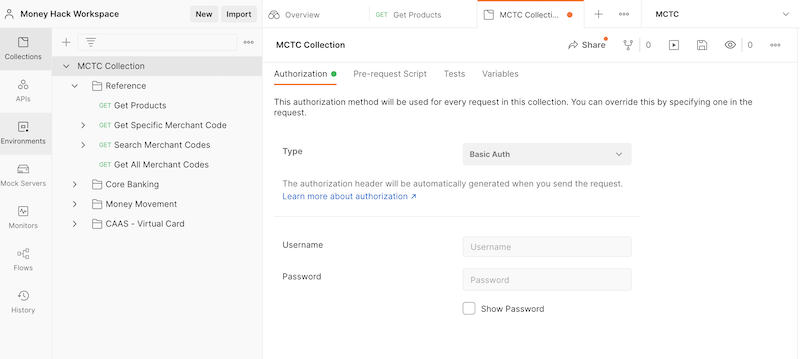 Money Hack Workspace
New
Import
Overview
GET Get Products
MCTC Collecti...
MCTC
Collections
APIs
Environments
Mock Servers
Monitors
Flows
History
MCTC Collection
Reference
GET Get Products
GET Get Specific Merchant Code
GET Search Merchant Codes
GET Get All Merchant Codes
Core Banking
Money Movement
CAAS - Virtual Card
MCTC Collection
Share
0
0
Authorization
Pre-request Script
Tests
Variables
This authorization method will be used for every request in this collection. You can override this by specifying one in the
request.
Type
Basic Auth
The authorization header will be automatically generated when you send the request.
Learn more about authorization ↗
Username
Username
Password
Password
Show Password